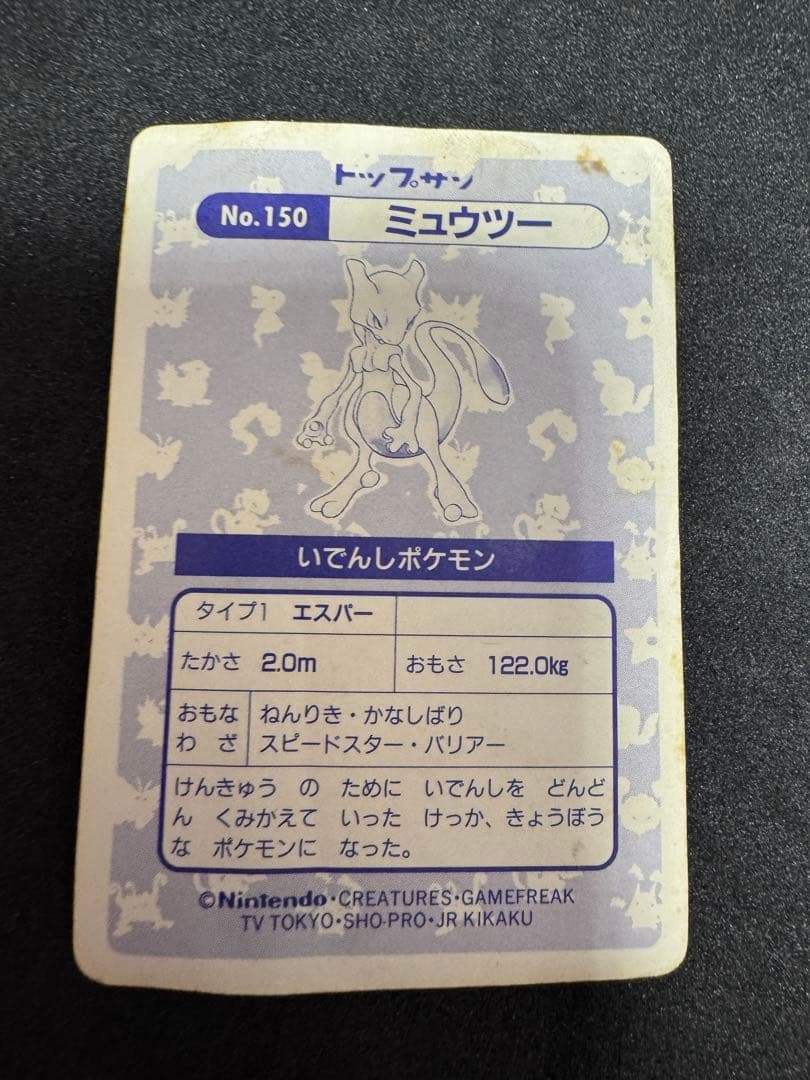 トップサン
No.150 ミュウツー
いでんしポケモン
タイプ1 エスパー
たかさ 2.0m おもさ 122.0kg
おもな ねんりき・かなしばり
わ ざ スピードスター・バリアー
けんきゅう の ために いでんしを どんど
ん くみかえて いった けっか、きょうぼう
な ポケモンに なった。
©Nintendo・CREATURES・GAMEFREAK
TV TOKYO・SHO-PRO・JR KIKAKU